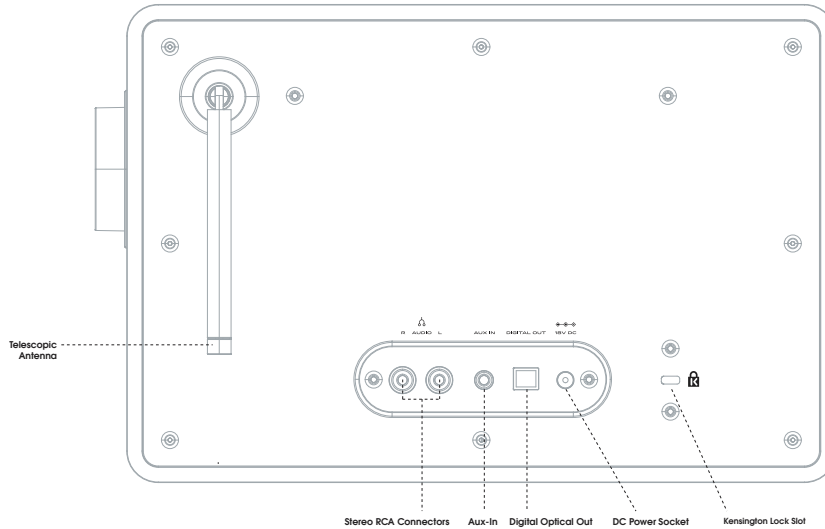 R AUDIO L AUX IN DIGITAL OUT 18V DC
Telescopic
Antenna
K
Stereo RCA Connectors Aux-In Digital Optical Out DC Power Socket Kensington Lock Slot